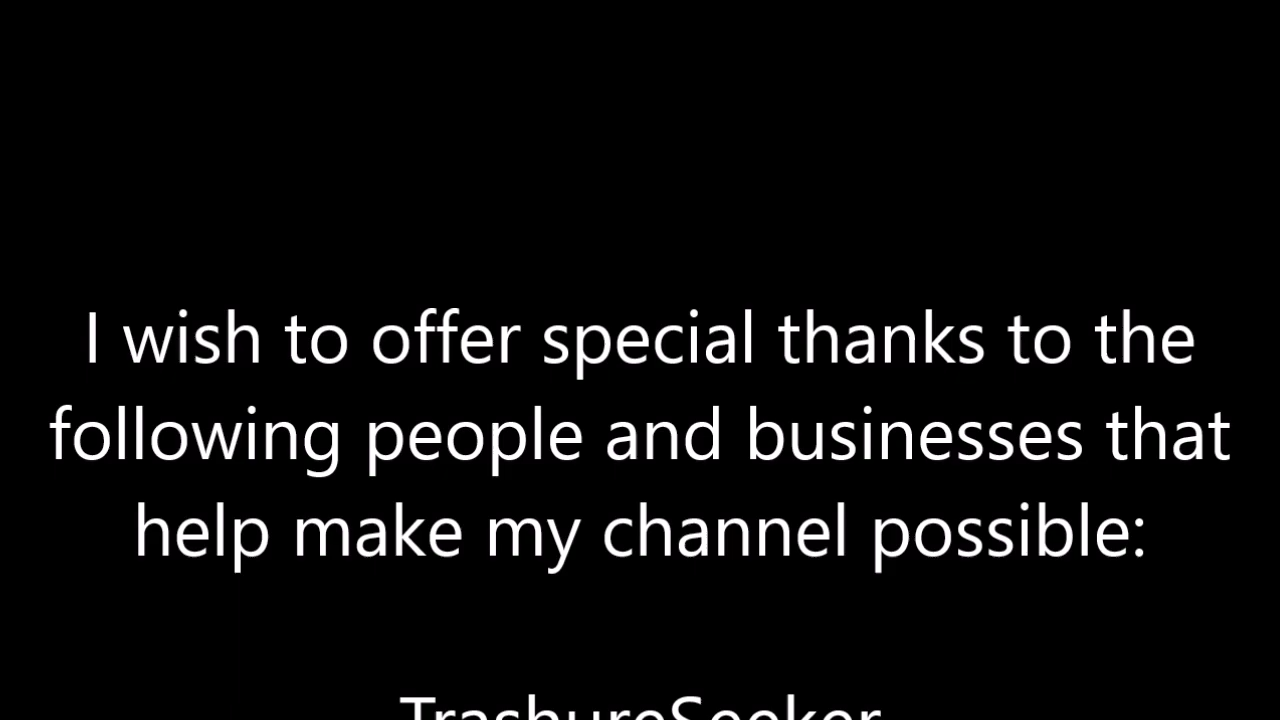 I wish to offer special thanks to the
following people and businesses that
help make my channel possible:
TrashureSeeker